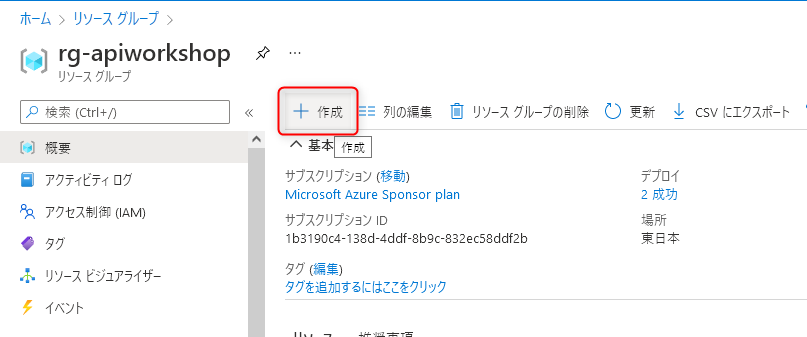 ホーム > リソース グループ >
rg-apiworkshop ...
リソース グループ
検索 (Ctrl+/) «
+ 作成 列の編集 リソース グループの削除 更新 CSV にエクスポート
概要
アクティビティ ログ
アクセス制御 (IAM)
タグ
リソース ビジュアライザー
イベント
基本
作成
サブスクリプション (移動)
Microsoft Azure Sponsor plan
サブスクリプション ID
1b3190c4-138d-4ddf-8b9c-832ec58ddf2b
タグ (編集)
タグを追加するにはここをクリック
デプロイ
2 成功
場所
東日本